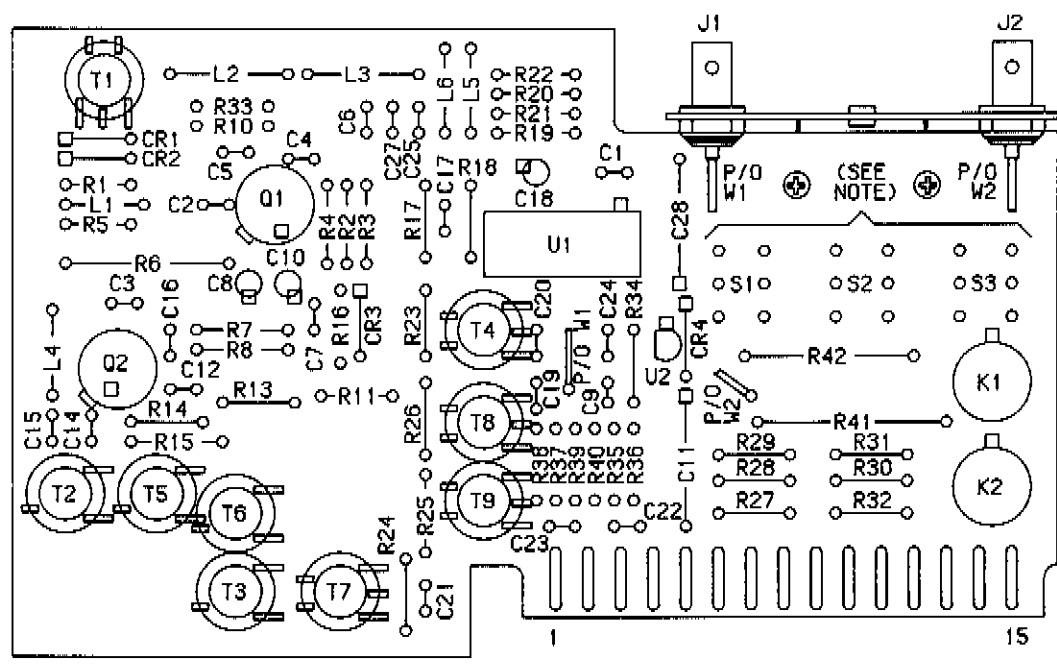 J1 J2
T1 L2 L3 L6 L5 R22
R20
R21
R19
R33
R10
C6 C27 C25
CR1
CR2
C4
C5
C17 R18 C18 C1
P/O
W1
(SEE
NOTE)
P/O
W2
R1
L1
R5
C2
Q1
R4 R2 R3 R17
U1
C28
R6
C8 C10
C3
C16
S1 S2 S3
L4
R7
R8
C7 R16 CR3 R23
T4
C20
P/O W1
C24 R34
U2
CR4
R42
Q2
C12
R13
R11
C19 C9
P/O
W2
K1
C15 C14
R14
R15
R26
T8
R41
R38 R37 R39 R40 R35 R36
C11
R29 R31
R28 R30
R27 R32
K2
T2 T5 T6
R24 R25
T9
C23 C22
T3 T7
C21
1 15